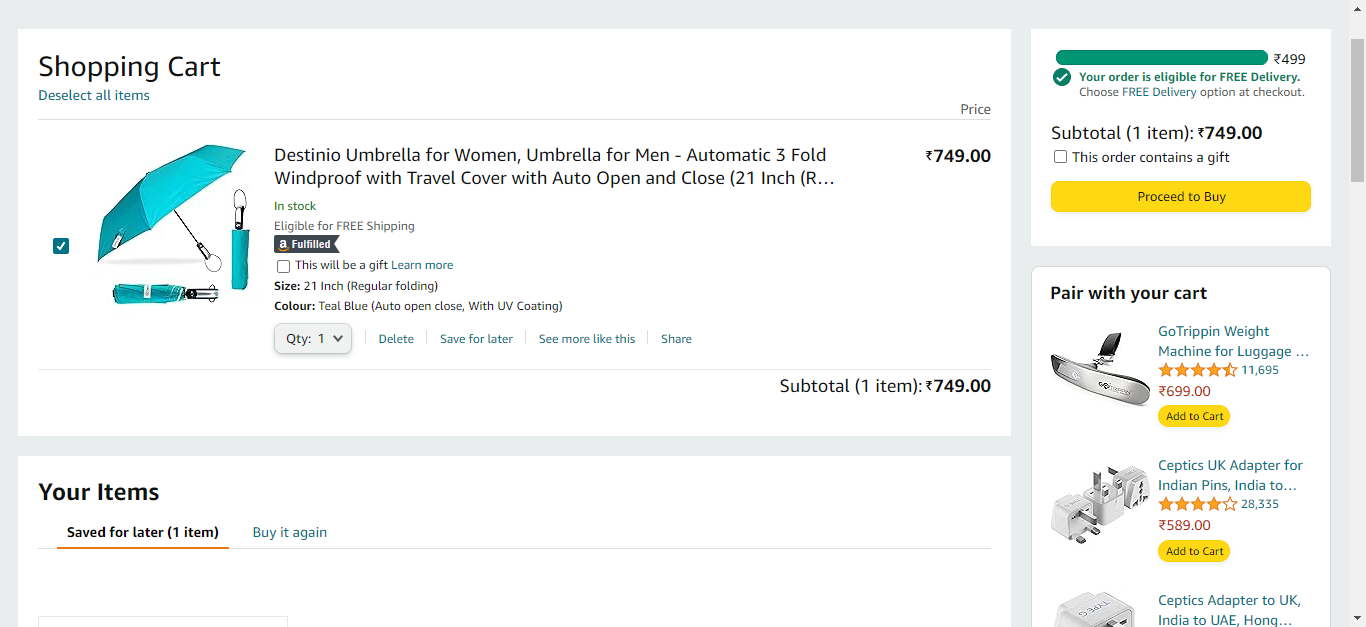 Shopping Cart
Deselect all items
Price
Destinio Umbrella for Women, Umbrella for Men - Automatic 3 Fold
Windproof with Travel Cover with Auto Open and Close (21 Inch (R…
₹749.00
In stock
Eligible for FREE Shipping
a Fulfilled
This will be a gift Learn more
Size: 21 Inch (Regular folding)
Colour: Teal Blue (Auto open close, With UV Coating)
Qty: 1
Delete
Save for later
See more like this
Share
Subtotal (1 item): ₹749.00
Your Items
Saved for later (1 item)
Buy it again
₹499
Your order is eligible for FREE Delivery.
Choose FREE Delivery option at checkout.
Subtotal (1 item): ₹749.00
This order contains a gift
Proceed to Buy
Pair with your cart
GoTrippin Weight
Machine for Luggage …
11,695
₹699.00
Add to Cart
Ceptics UK Adapter for
Indian Pins, India to…
28,335
₹589.00
Add to Cart
TYPE G
Ceptics Adapter to UK,
India to UAE, Hong…